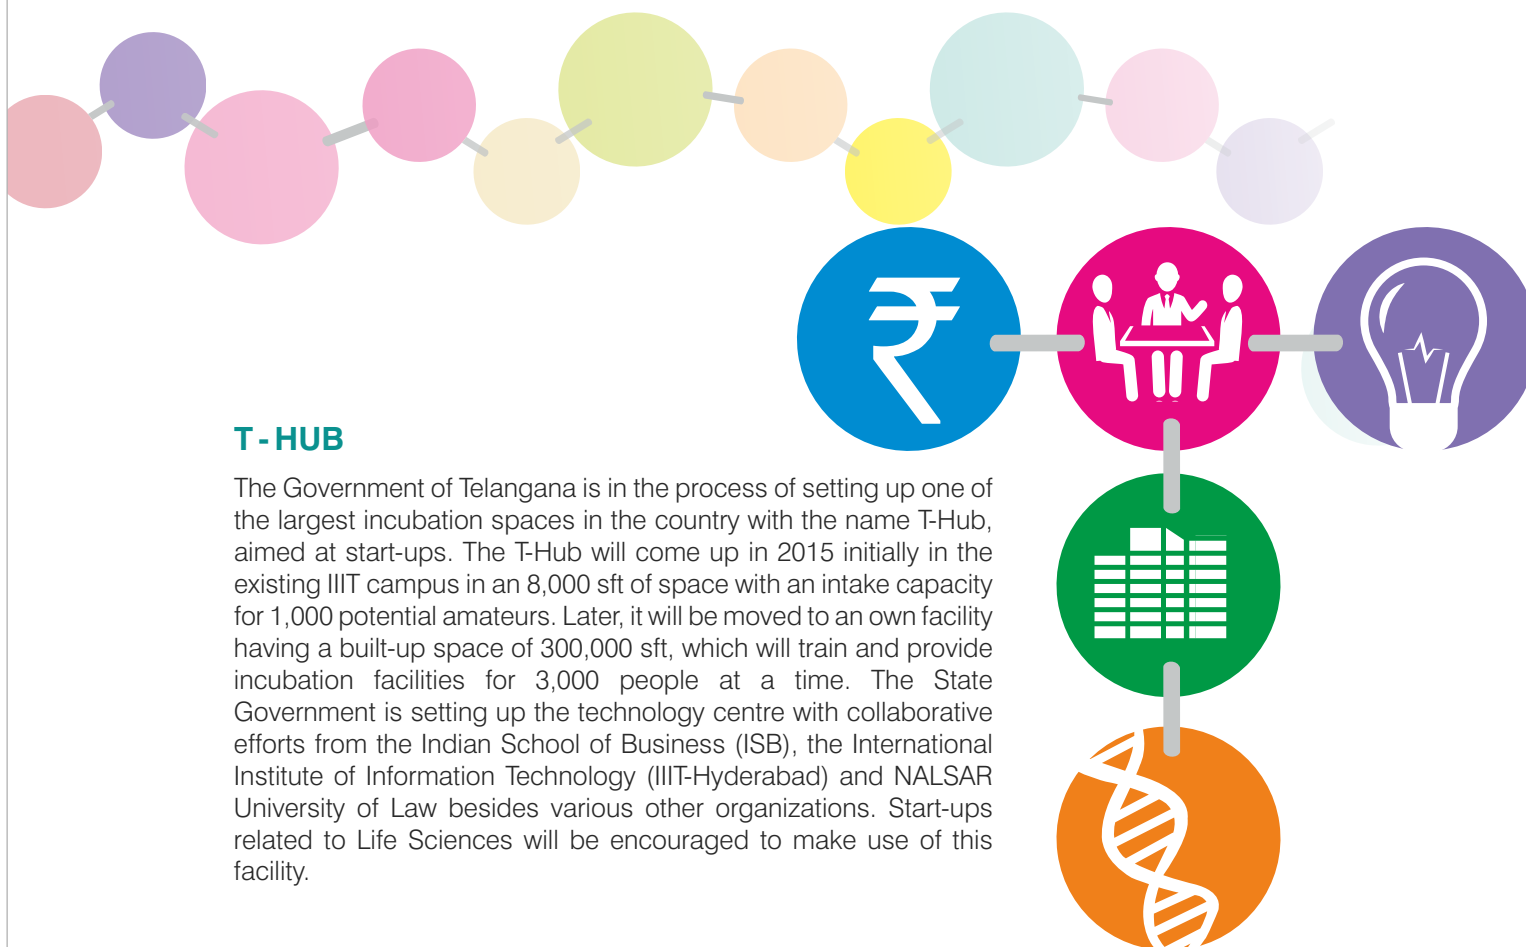 ₹
T - HUB
The Government of Telangana is in the process of setting up one of
the largest incubation spaces in the country with the name T-Hub,
aimed at start-ups. The T-Hub will come up in 2015 initially in the
existing IIIT campus in an 8,000 sft of space with an intake capacity
for 1,000 potential amateurs. Later, it will be moved to an own facility
having a built-up space of 300,000 sft, which will train and provide
incubation facilities for 3,000 people at a time. The State
Government is setting up the technology centre with collaborative
efforts from the Indian School of Business (ISB), the International
Institute of Information Technology (IIIT-Hyderabad) and NALSAR
University of Law besides various other organizations. Start-ups
related to Life Sciences will be encouraged to make use of this
facility.